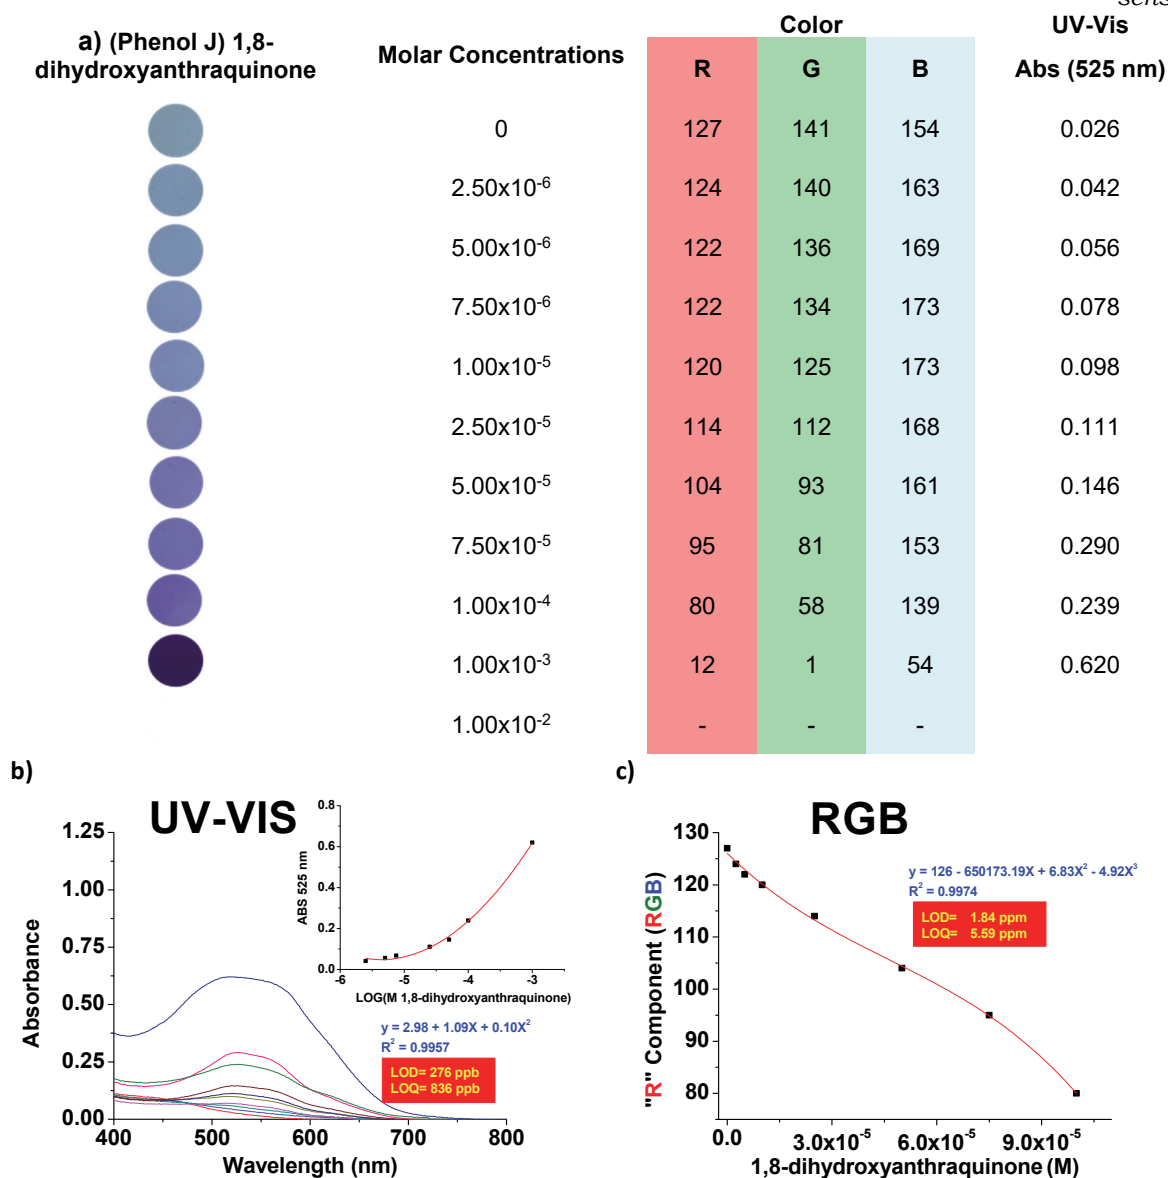 sens
a) (Phenol J) 1,8-
dihydroxyanthraquinone
Molar Concentrations
Color
UV-Vis
R G B Abs (525 nm)
0 127 141 154 0.026
2.50x10⁻⁶ 124 140 163 0.042
5.00x10⁻⁶ 122 136 169 0.056
7.50x10⁻⁶ 122 134 173 0.078
1.00x10⁻⁵ 120 125 173 0.098
2.50x10⁻⁵ 114 112 168 0.111
5.00x10⁻⁵ 104 93 161 0.146
7.50x10⁻⁵ 95 81 153 0.290
1.00x10⁻⁴ 80 58 139 0.239
1.00x10⁻³ 12 1 54 0.620
1.00x10⁻² - - -
b)
UV-VIS
Absorbance
1.25
1.00
0.75
0.50
0.25
0.00
400 500 600 700 800
Wavelength (nm)
ABS 525 nm
0.8
0.6
0.4
0.2
0.0
-6 -5 -4 -3 -2
LOG(M 1,8-dihydroxyanthraquinone)
y = 2.98 + 1.09X + 0.10X²
R² = 0.9957
LOD= 276 ppb
LOQ= 836 ppb
c)
RGB
"R" Component (RGB)
130
120
110
100
90
80
y = 126 - 650173.19X + 6.83X² - 4.92X³
R² = 0.9974
LOD= 1.84 ppm
LOQ= 5.59 ppm
0.0 3.0x10⁻⁵ 6.0x10⁻⁵ 9.0x10⁻⁵
1,8-dihydroxyanthraquinone (M)